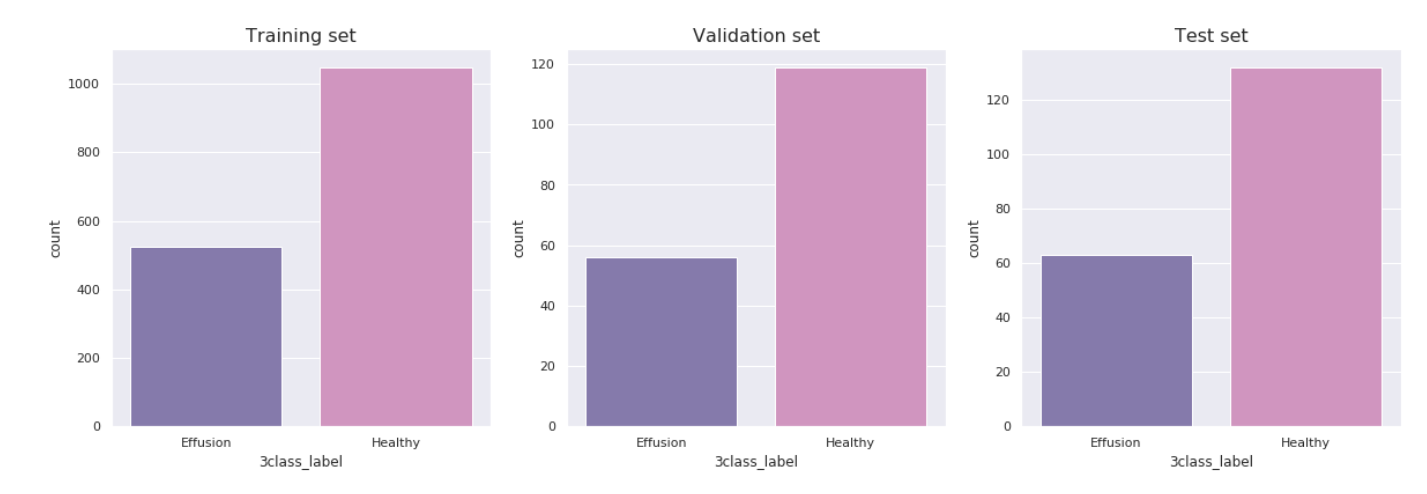 Training set
1000
800
600
400
200
0
count
Effusion Healthy
3class_label
Validation set
120
100
80
60
40
20
0
count
Effusion Healthy
3class_label
Test set
120
100
80
60
40
20
0
count
Effusion Healthy
3class_label